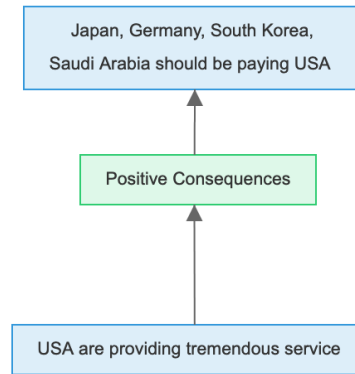 Japan, Germany, South Korea,
Saudi Arabia should be paying USA
Positive Consequences
USA are providing tremendous service